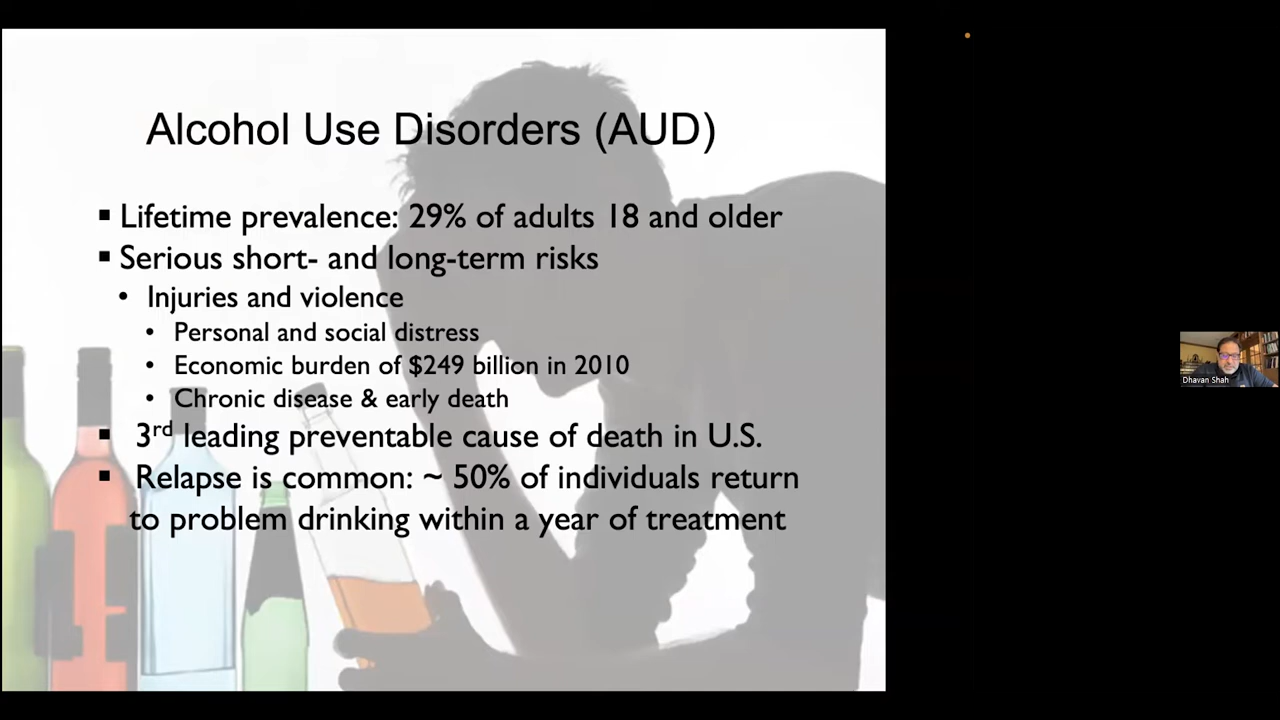 Alcohol Use Disorders (AUD)
▪ Lifetime prevalence: 29% of adults 18 and older
▪ Serious short- and long-term risks
• Injuries and violence
• Personal and social distress
• Economic burden of $249 billion in 2010
• Chronic disease & early death
▪ 3rd leading preventable cause of death in U.S.
▪ Relapse is common: ~ 50% of individuals return
to problem drinking within a year of treatment
Dhavan Shah